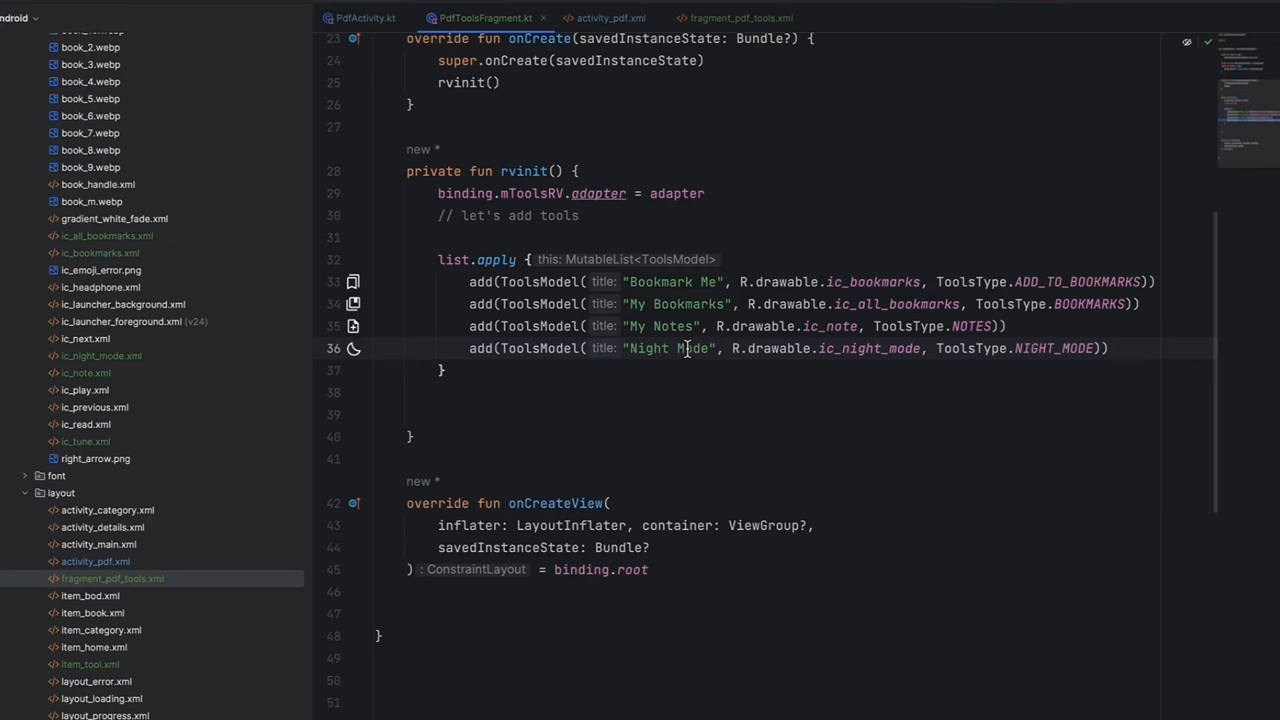 ndroid
PdfActivity.kt
PdfToolsFragment.kt
activity_pdf.xml
fragment_pdf_tools.xml
book_2.webp
book_3.webp
book_4.webp
book_5.webp
book_6.webp
book_7.webp
book_8.webp
book_9.webp
book_handle.xml
book_m.webp
gradient_white_fade.xml
ic_all_bookmarks.xml
ic_bookmarks.xml
ic_emoji_error.png
ic_headphone.xml
ic_launcher_background.xml
ic_launcher_foreground.xml (v24)
ic_next.xml
ic_night_mode.xml
ic_note.xml
ic_play.xml
ic_previous.xml
ic_read.xml
ic_tune.xml
right_arrow.png
font
layout
activity_category.xml
activity_details.xml
activity_main.xml
activity_pdf.xml
fragment_pdf_tools.xml
item_bod.xml
item_book.xml
item_category.xml
item_home.xml
item_tool.xml
layout_error.xml
layout_loading.xml
layout_progress.xml
23 override fun onCreate(savedInstanceState: Bundle?) {
24 super.onCreate(savedInstanceState)
25 rvinit()
26 }
27
new *
28 private fun rvinit() {
29 binding.mToolsRV.adapter = adapter
30 // let's add tools
31
32 list.apply { this: MutableList<ToolsModel>
33 add(ToolsModel( title: "Bookmark Me", R.drawable.ic_bookmarks, ToolsType.ADD_TO_BOOKMARKS))
34 add(ToolsModel( title: "My Bookmarks", R.drawable.ic_all_bookmarks, ToolsType.BOOKMARKS))
35 add(ToolsModel( title: "My Notes", R.drawable.ic_note, ToolsType.NOTES))
36 add(ToolsModel( title: "Night Mode", R.drawable.ic_night_mode, ToolsType.NIGHT_MODE))
37 }
38
39
40 }
41
new *
42 override fun onCreateView(
43 inflater: LayoutInflater, container: ViewGroup?,
44 savedInstanceState: Bundle?
45 ) : ConstraintLayout = binding.root
46
47
48 }
49
50
51